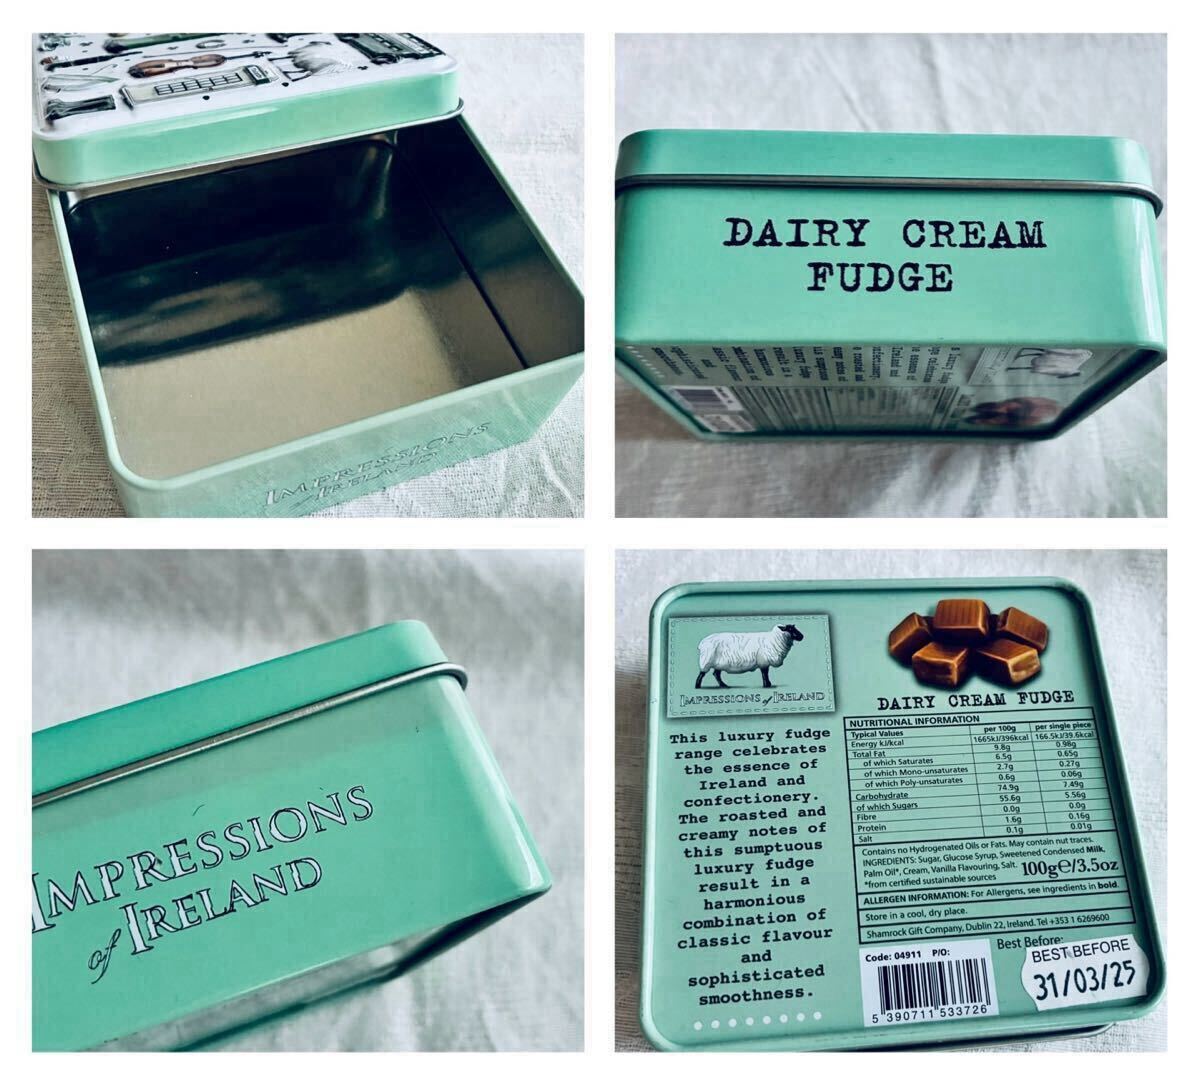 IMPRESSIONS
IRELAND
DAIRY CREAM
FUDGE
IMPRESSIONS
of IRELAND
IMPRESSIONS of IRELAND
This luxury fudge
range celebrates
the essence of
Ireland and
confectionery.
The roasted and
creamy notes of
this sumptuous
luxury fudge
result in a
harmonious
combination of
classic flavour
and
sophisticated
smoothness.
DAIRY CREAM FUDGE
NUTRITIONAL INFORMATION
Typical Values per 100g per single piece
Energy kJ/kcal 1665kJ/396kcal 166.5kJ/39.6kcal
Total Fat 9.8g 0.98g
of which Saturates 6.5g 0.65g
of which Mono-unsaturates 2.7g 0.27g
of which Poly-unsaturates 0.6g 0.06g
Carbohydrate 74.9g 7.49g
of which Sugars 55.6g 5.56g
Fibre 0.0g 0.0g
Protein 1.6g 0.16g
Salt 0.1g 0.01g
Contains no Hydrogenated Oils or Fats. May contain nut traces.
INGREDIENTS: Sugar, Glucose Syrup, Sweetened Condensed Milk,
Palm Oil*, Cream, Vanilla Flavouring, Salt.
*from certified sustainable sources
100g℮/3.5oz
ALLERGEN INFORMATION: For Allergens, see ingredients in bold.
Store in a cool, dry place.
Shamrock Gift Company, Dublin 22, Ireland. Tel +353 1 6269600
Code: 04911 P/O:
5 390711 533726
Best Before:
BEST BEFORE
31/03/25